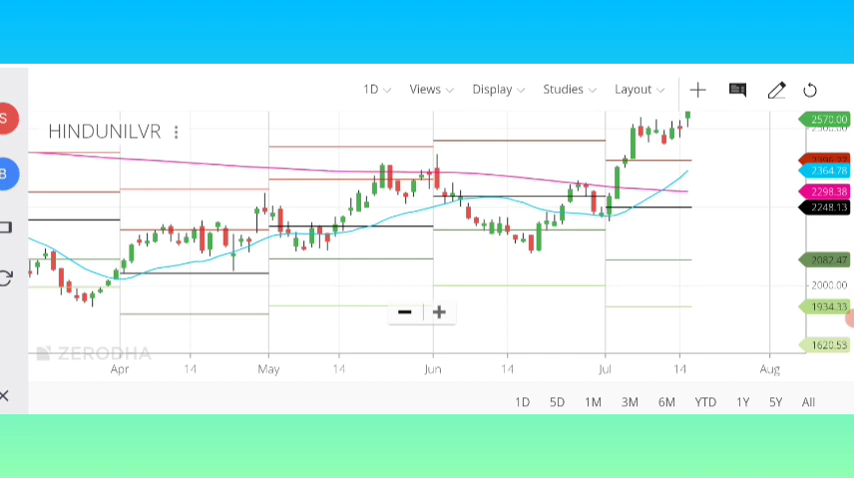 1D Views Display Studies Layout
S
HINDUNILVR
2570.00
2364.78
B
2298.38
2248.13
2082.47
2000.00
1934.33
1620.53
ZERODHA
Apr 14 May 14 Jun 14 Jul 14 Aug
1D 5D 1M 3M 6M YTD 1Y 5Y All